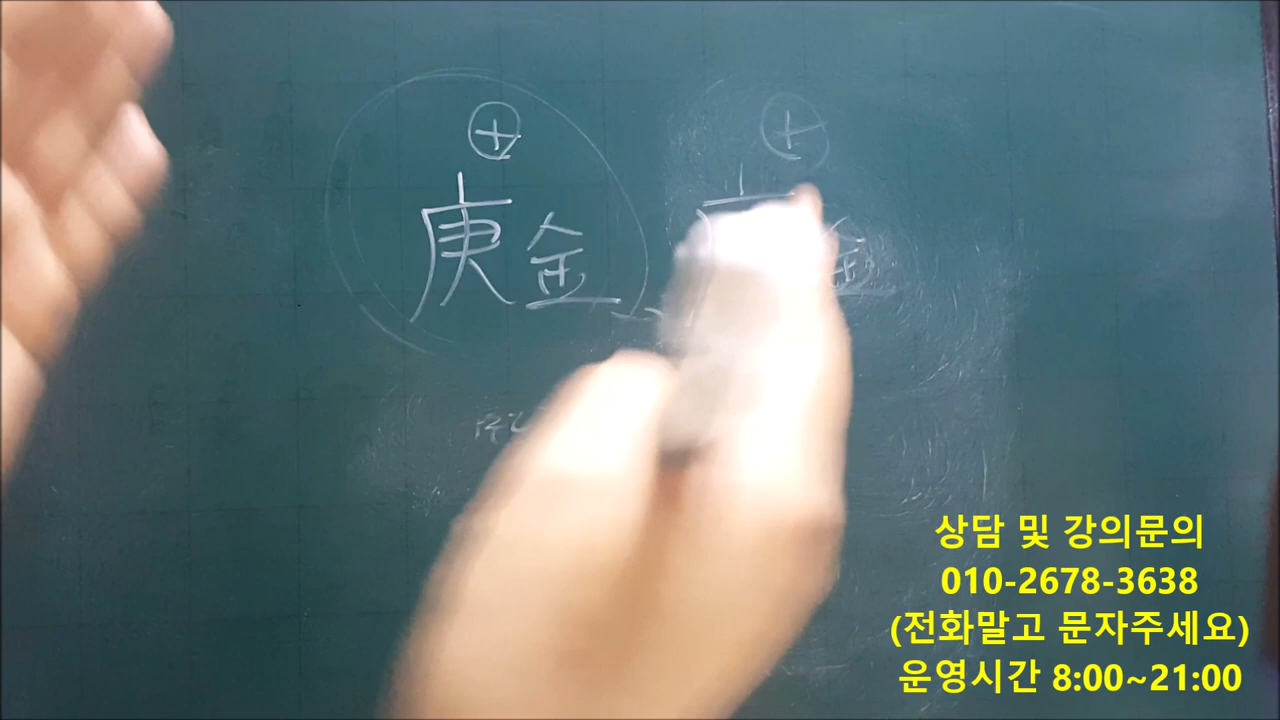 + +
庚金 金
상담 및 강의문의
010-2678-3638
(전화말고 문자주세요)
운영시간 8:00~21:00